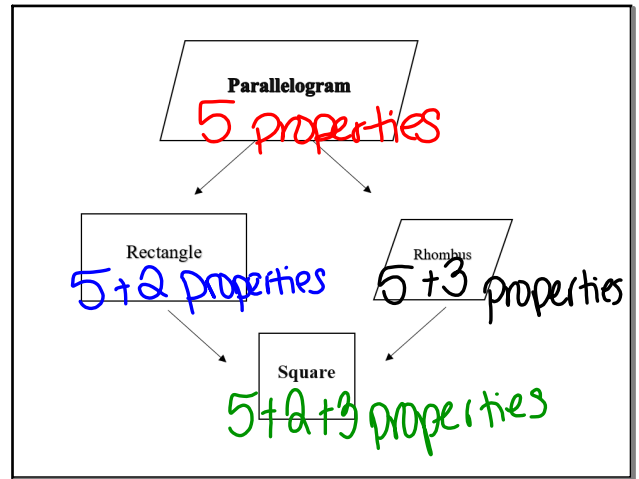 Parallelogram
5 properties
Rectangle
5+2 properties
Rhombus
5+3 properties
Square
5+2+3 properties